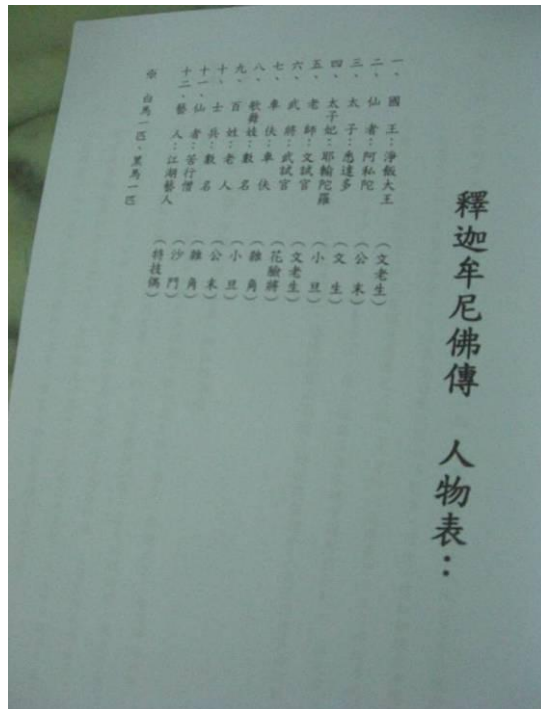 釋迦牟尼佛傳　人物表：
一、國　王：淨飯大王　（文老生）
二、仙　者：阿私陀　（公末）
三、太　子：悉達多　（文生）
四、太子妃：耶輸陀羅　（小旦）
五、老　師：文試官　（文老生）
六、武　將：武試官　（花臉將）
七、車　伕：車伕　（雜角）
八、歌舞妓：數名　（小旦）
九、百　姓：老人　（公末）
十、士　兵：數名　（雜角）
十一、仙　者：苦行僧　（沙門）
十二、藝　人：江湖藝人　（特技偶）
※　白馬一匹、黑馬一匹